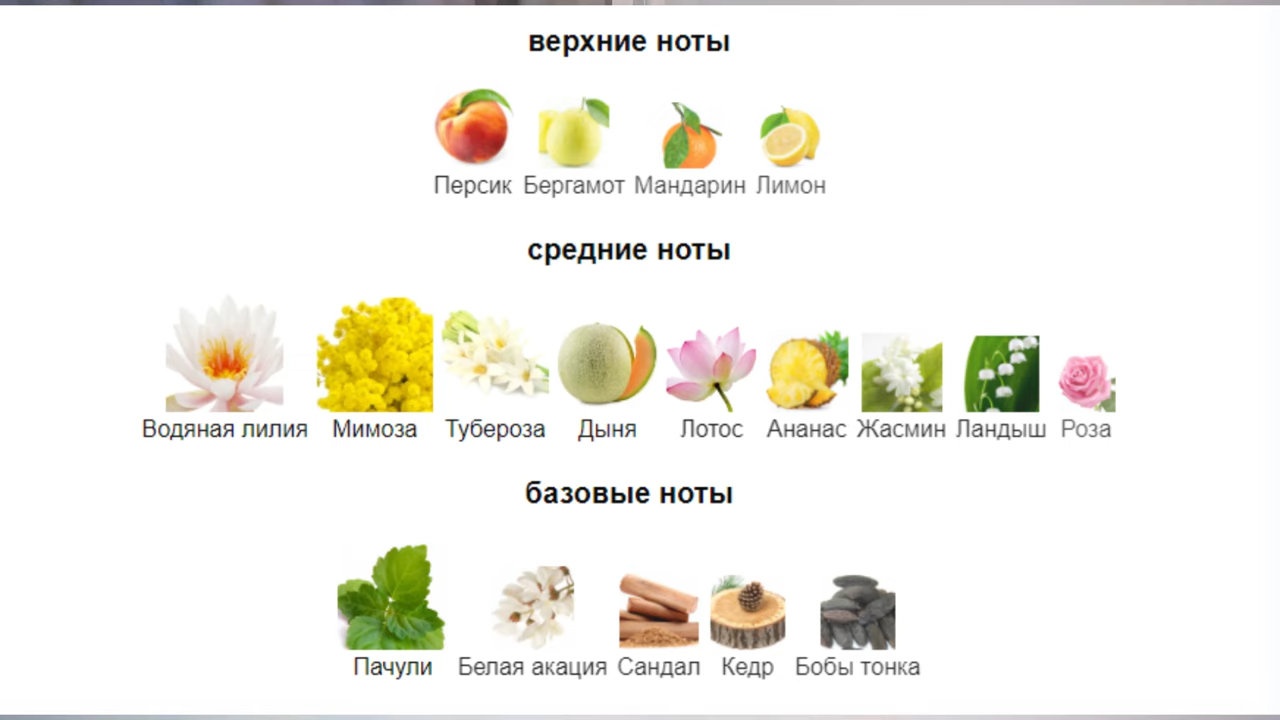 верхние ноты
Персик Бергамот Мандарин Лимон
средние ноты
Водяная лилия Мимоза Тубероза Дыня Лотос Ананас Жасмин Ландыш Роза
базовые ноты
Пачули Белая акация Сандал Кедр Бобы тонка